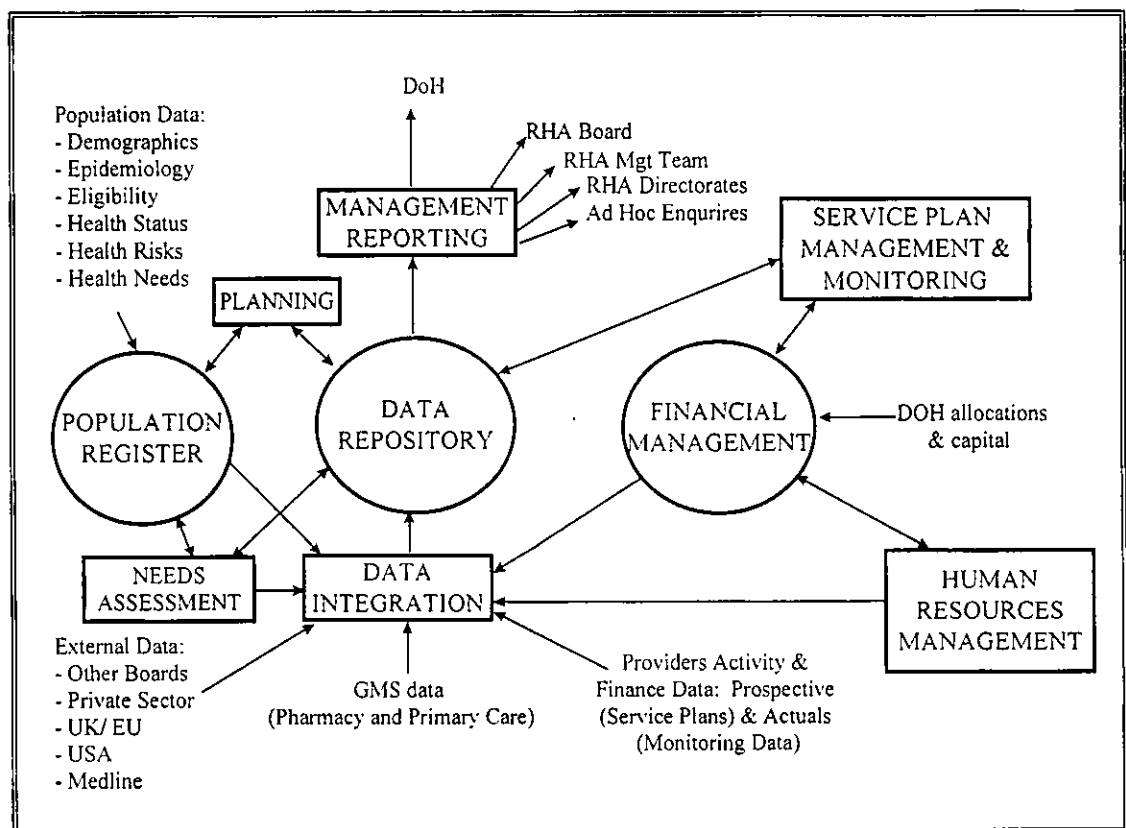 DoH
Population Data:
- Demographics
- Epidemiology
- Eligibility
- Health Status
- Health Risks
- Health Needs
RHA Board
RHA Mgt Team
RHA Directorates
Ad Hoc Enqurires
MANAGEMENT
REPORTING
SERVICE PLAN
MANAGEMENT &
MONITORING
PLANNING
POPULATION
REGISTER
DATA
REPOSITORY
FINANCIAL
MANAGEMENT
DOH allocations
& capital
NEEDS
ASSESSMENT
DATA
INTEGRATION
HUMAN
RESOURCES
MANAGEMENT
External Data:
- Other Boards
- Private Sector
- UK/ EU
- USA
- Medline
GMS data
(Pharmacy and Primary Care)
Providers Activity &
Finance Data: Prospective
(Service Plans) & Actuals
(Monitoring Data)